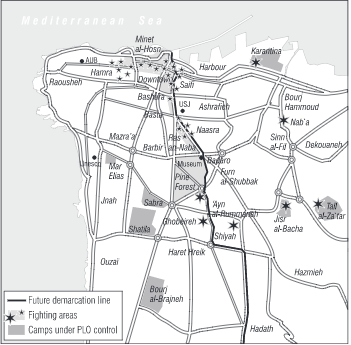 Mediterranean Sea
Minet
al-Hosn
Karantina
AUB
Harbour
Hamra
Downtown
Saifi
Raousheh
Bourj
Hammoud
Bashura
USJ
Ashrafieh
Basta
Nab'a
Naasra
Mazra'a
Ras
an-Naba'
Sinn
al-Fil
Dekouaneh
Barbir
Unesco
Museum
Badaro
Mar
Elias
Furn
al-Shubbak
Pine
Forest
Jnah
Sabra
'Ayn
al-Rummaneh
Tall
al-Za'tar
Ghobeireh
Jisr
al-Bacha
Shatila
Shiyah
Ouzai
Haret Hreik
Hazmieh
Bourj
al-Brajneh
Future demarcation line
Fighting areas
Camps under PLO control
Hadath